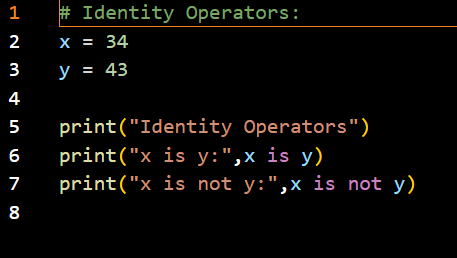 1 # Identity Operators:
2 x = 34
3 y = 43
4
5 print("Identity Operators")
6 print("x is y:",x is y)
7 print("x is not y:",x is not y)
8